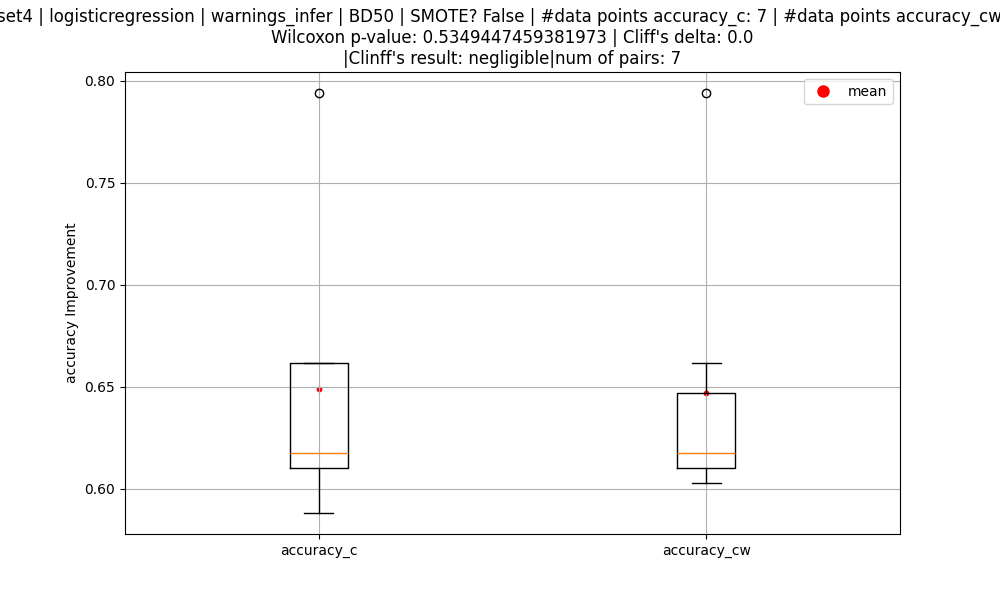 set4 | logisticregression | warnings_infer | BD50 | SMOTE? False | #data points accuracy_c: 7 | #data points accuracy_cw
Wilcoxon p-value: 0.5349447459381973 | Cliff's delta: 0.0
|Clinff's result: negligible|num of pairs: 7
mean
0.80
0.75
0.70
0.65
0.60
accuracy Improvement
accuracy_c
accuracy_cw